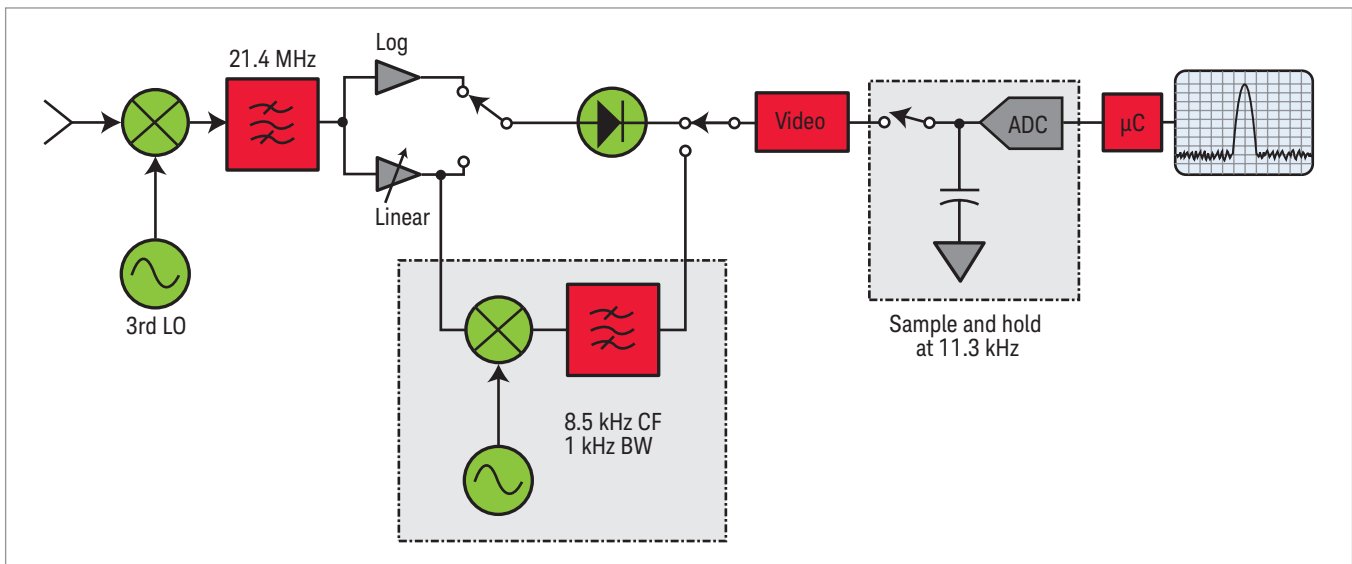 21.4 MHz
Log
Linear
3rd LO
8.5 kHz CF
1 kHz BW
Video
ADC
µC
Sample and hold
at 11.3 kHz